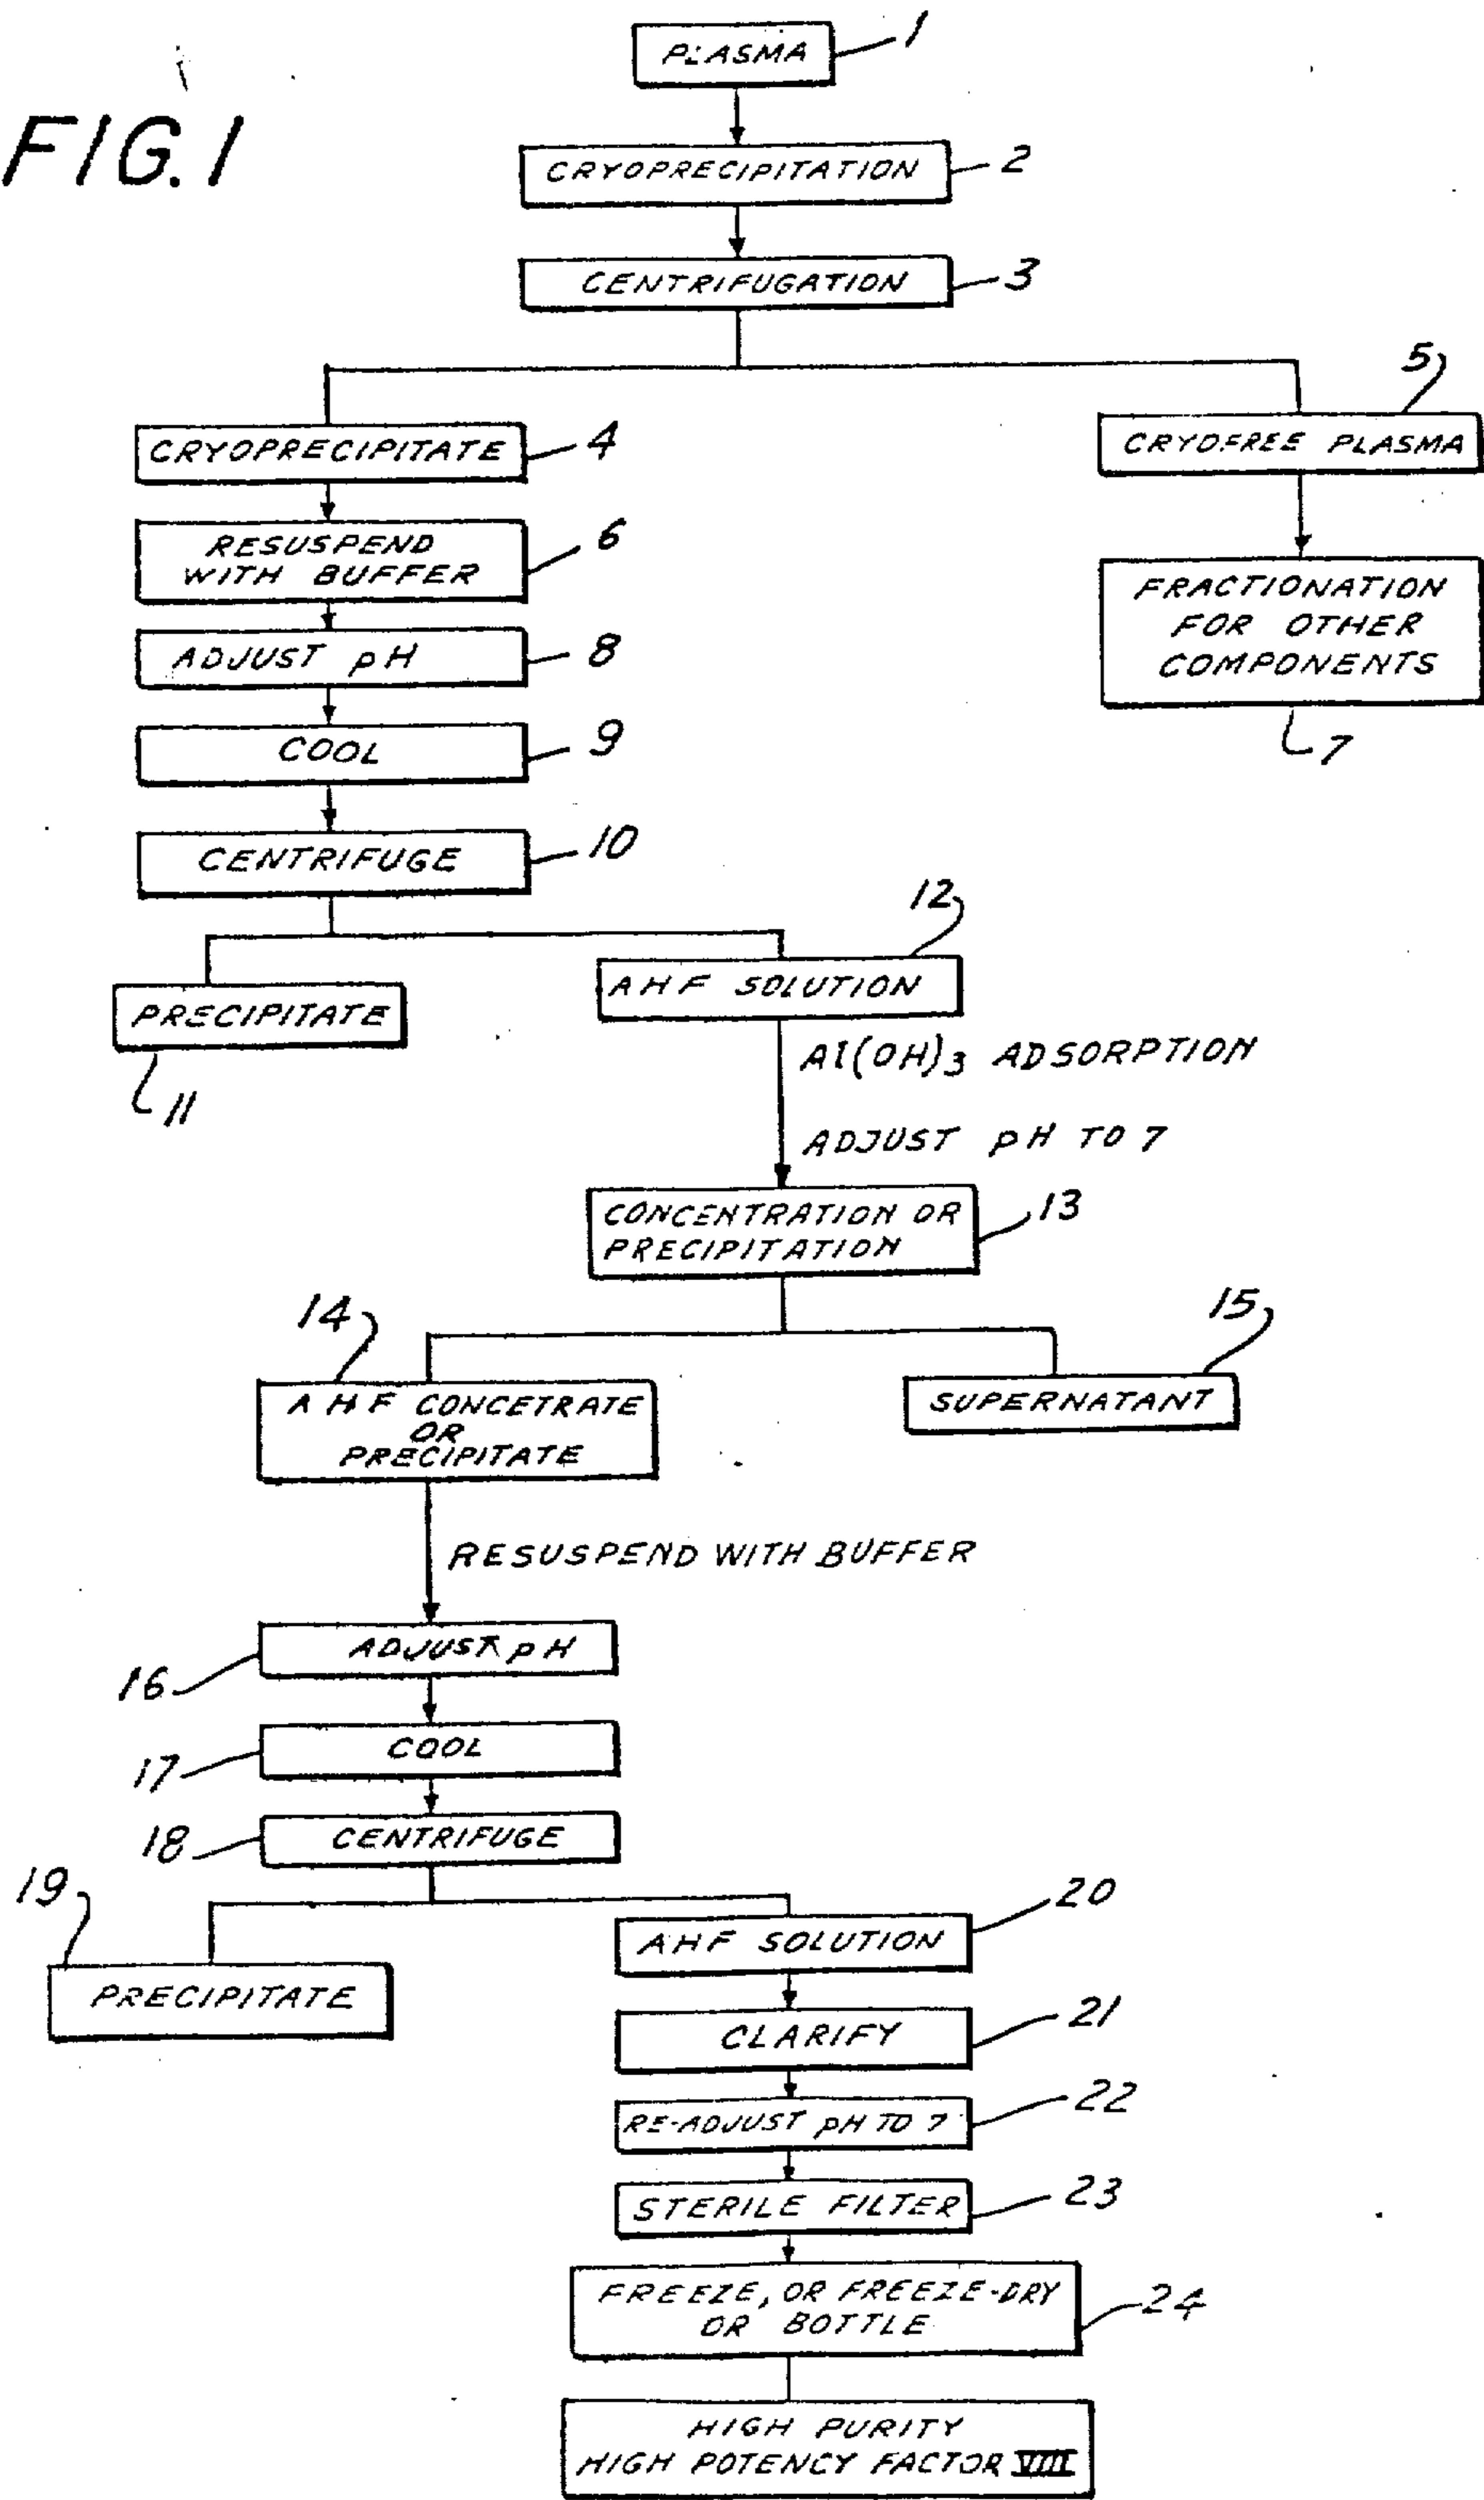 FIG. 1
PLASMA
1
CRYOPRECIPITATION
2
CENTRIFUGATION
3
CRYOPRECIPITATE
4
5
CRYOFREE PLASMA
RESUSPEND
WITH BUFFER
6
FRACTIONATION
FOR OTHER
COMPONENTS
7
ADJUST pH
8
COOL
9
CENTRIFUGE
10
PRECIPITATE
11
12
AHF SOLUTION
Al(OH)3 ADSORPTION
ADJUST pH TO 7
CONCENTRATION OR
PRECIPITATION
13
14
AHF CONCETRATE
OR
PRECIPITATE
15
SUPERNATANT
RESUSPEND WITH BUFFER
ADJUST pH
16
COOL
17
CENTRIFUGE
18
19
PRECIPITATE
AHF SOLUTION
20
CLARIFY
21
RE-ADJUST pH TO 7
22
STERILE FILTER
23
FREEZE, OR FREEZE-DRY
OR BOTTLE
24
HIGH PURITY
HIGH POTENCY FACTOR VIII